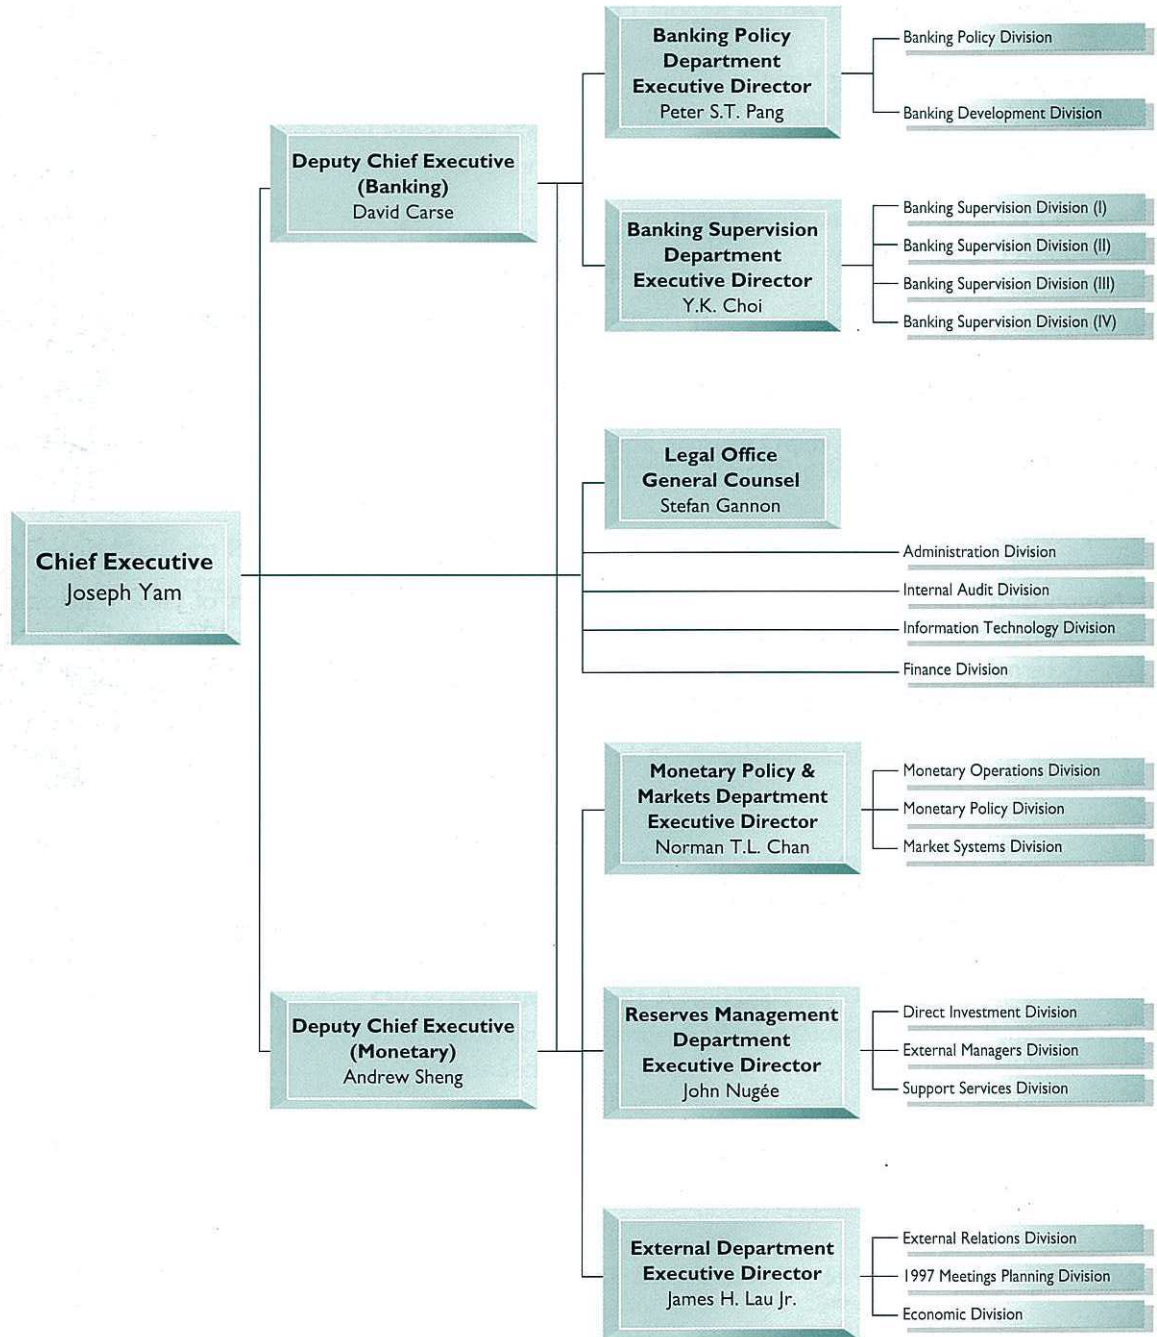 Chief Executive
Joseph Yam
Deputy Chief Executive
(Banking)
David Carse
Banking Policy
Department
Executive Director
Peter S.T. Pang
Banking Policy Division
Banking Development Division
Banking Supervision
Department
Executive Director
Y.K. Choi
Banking Supervision Division (I)
Banking Supervision Division (II)
Banking Supervision Division (III)
Banking Supervision Division (IV)
Legal Office
General Counsel
Stefan Gannon
Administration Division
Internal Audit Division
Information Technology Division
Finance Division
Deputy Chief Executive
(Monetary)
Andrew Sheng
Monetary Policy &
Markets Department
Executive Director
Norman T.L. Chan
Monetary Operations Division
Monetary Policy Division
Market Systems Division
Reserves Management
Department
Executive Director
John Nugée
Direct Investment Division
External Managers Division
Support Services Division
External Department
Executive Director
James H. Lau Jr.
External Relations Division
1997 Meetings Planning Division
Economic Division